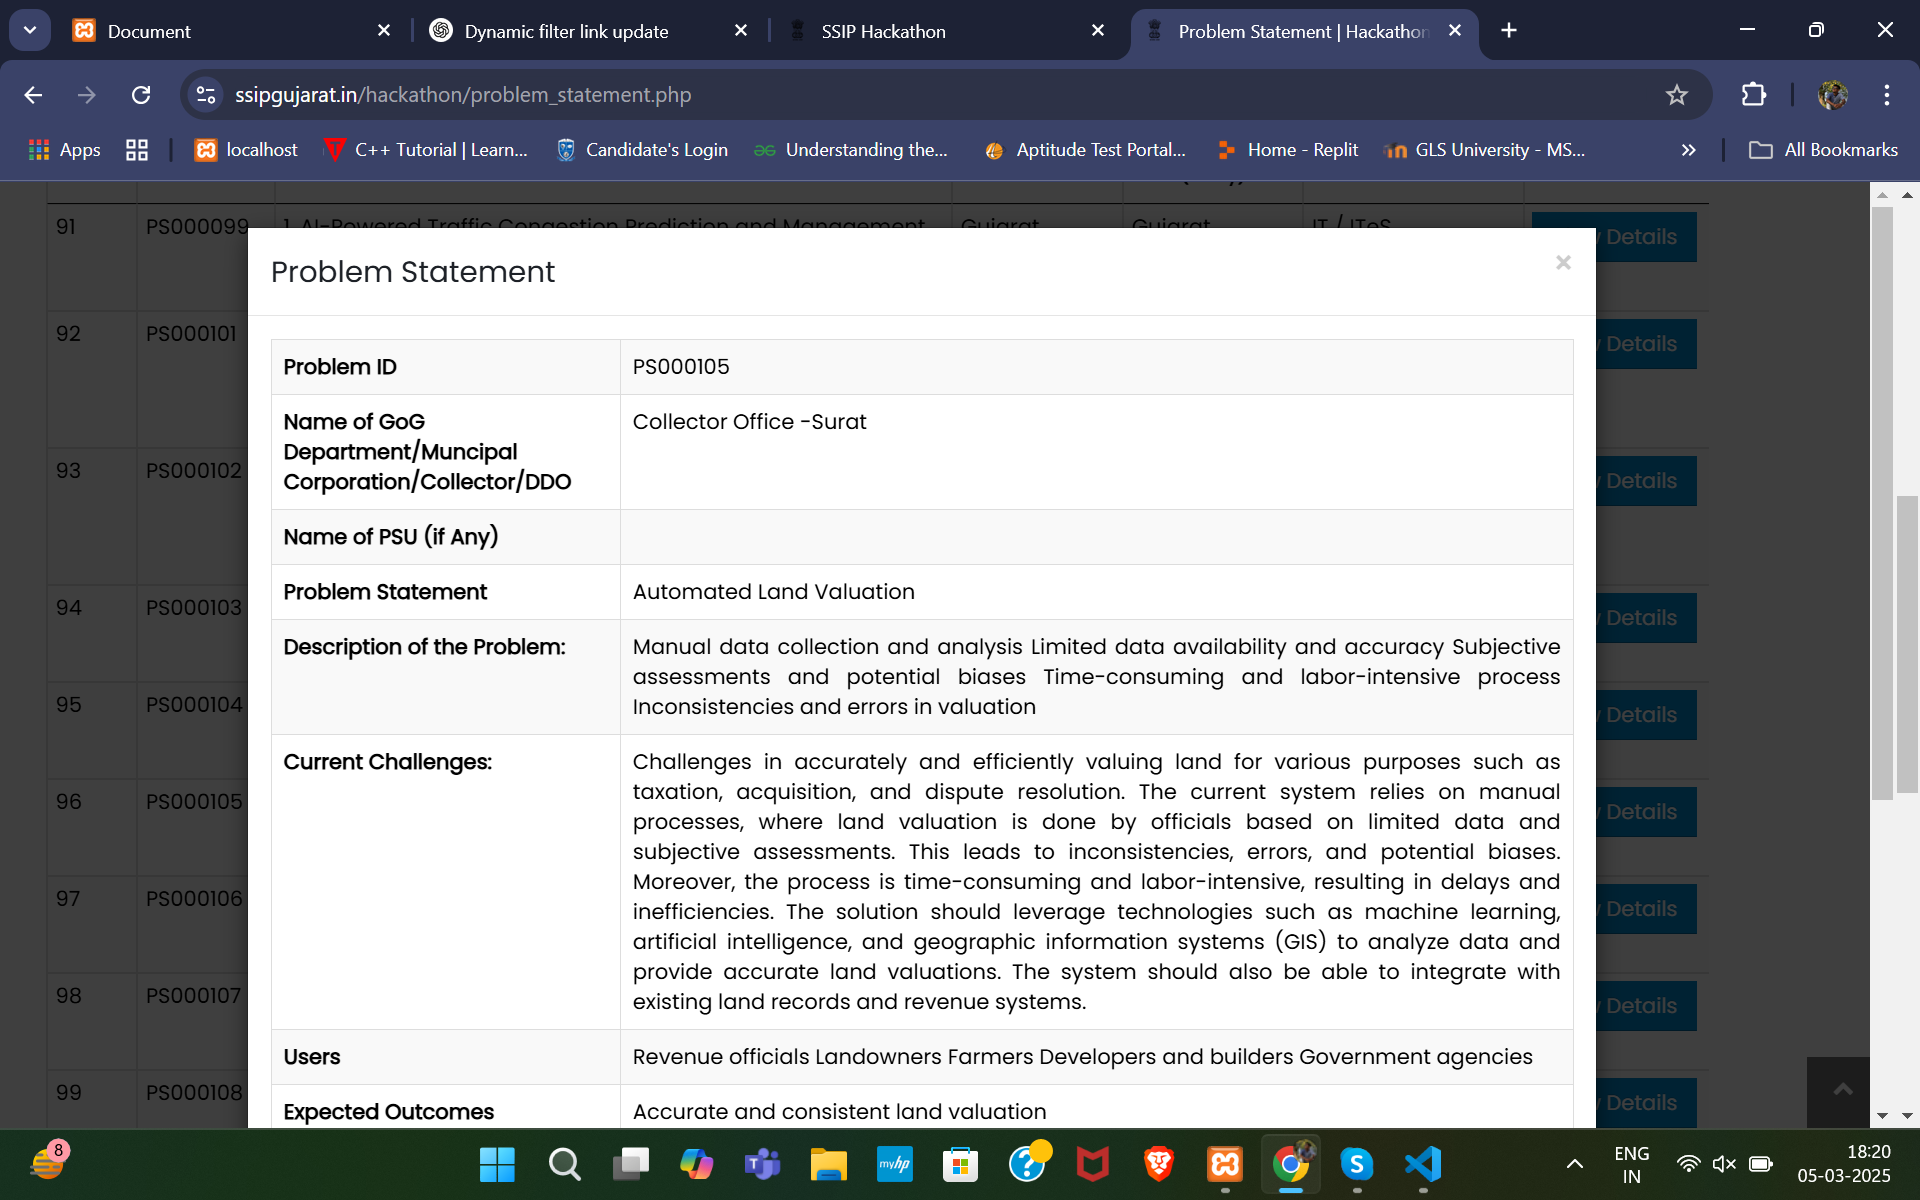 Document
Dynamic filter link update
SSIP Hackathon
Problem Statement | Hackathon
ssipgujarat.in/hackathon/problem_statement.php
Apps
localhost
C++ Tutorial | Learn...
Candidate's Login
Understanding the...
Aptitude Test Portal...
Home - Replit
GLS University - MS...
All Bookmarks
91 PS000099 1. AI-Powered Traffic Congestion Prediction and Management Gujarat Gujarat IT / ITeS Details
Problem Statement
92 PS000101 Details
93 PS000102 Details
94 PS000103 Details
95 PS000104 Details
96 PS000105 Details
97 PS000106 Details
98 PS000107 Details
99 PS000108 Details
Problem ID PS000105
Name of GoG Collector Office -Surat
Department/Muncipal
Corporation/Collector/DDO
Name of PSU (if Any)
Problem Statement Automated Land Valuation
Description of the Problem: Manual data collection and analysis Limited data availability and accuracy Subjective
assessments and potential biases Time-consuming and labor-intensive process
Inconsistencies and errors in valuation
Current Challenges: Challenges in accurately and efficiently valuing land for various purposes such as
taxation, acquisition, and dispute resolution. The current system relies on manual
processes, where land valuation is done by officials based on limited data and
subjective assessments. This leads to inconsistencies, errors, and potential biases.
Moreover, the process is time-consuming and labor-intensive, resulting in delays and
inefficiencies. The solution should leverage technologies such as machine learning,
artificial intelligence, and geographic information systems (GIS) to analyze data and
provide accurate land valuations. The system should also be able to integrate with
existing land records and revenue systems.
Users Revenue officials Landowners Farmers Developers and builders Government agencies
Expected Outcomes Accurate and consistent land valuation
8
myhp
ENG
IN
18:20
05-03-2025